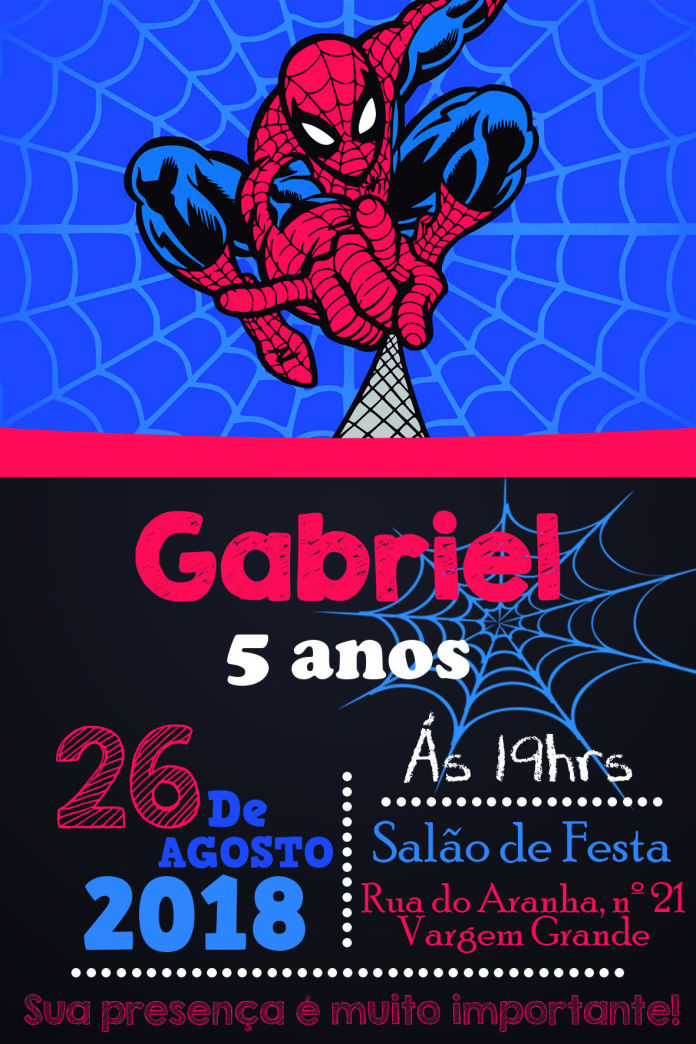 Gabriel
5 anos
26
De
AGOSTO
2018
Ás 19hrs
Salão de Festa
Rua do Aranha, nº 21
Vargem Grande
Sua presença é muito importante!